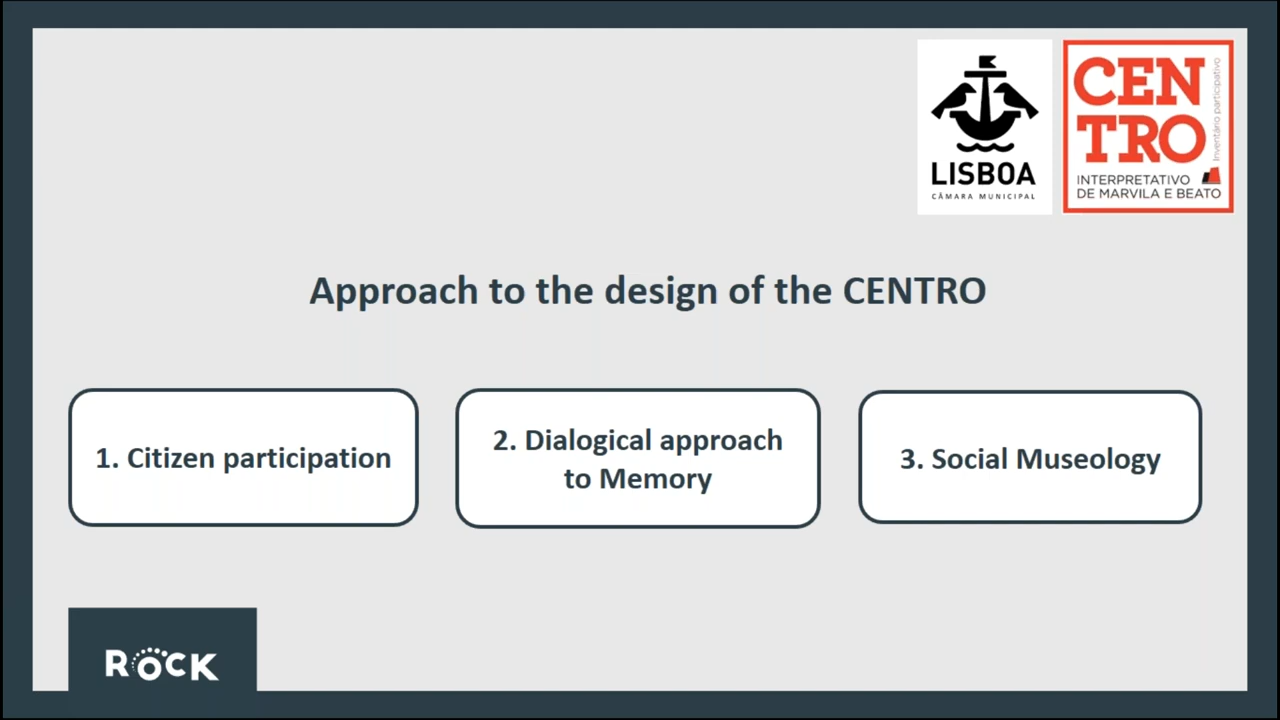 LISBOA
CÂMARA MUNICIPAL
CEN
TRO
inventário participativo
INTERPRETATIVO
DE MARVILA E BEATO
Approach to the design of the CENTRO
1. Citizen participation
2. Dialogical approach
to Memory
3. Social Museology
ROCK